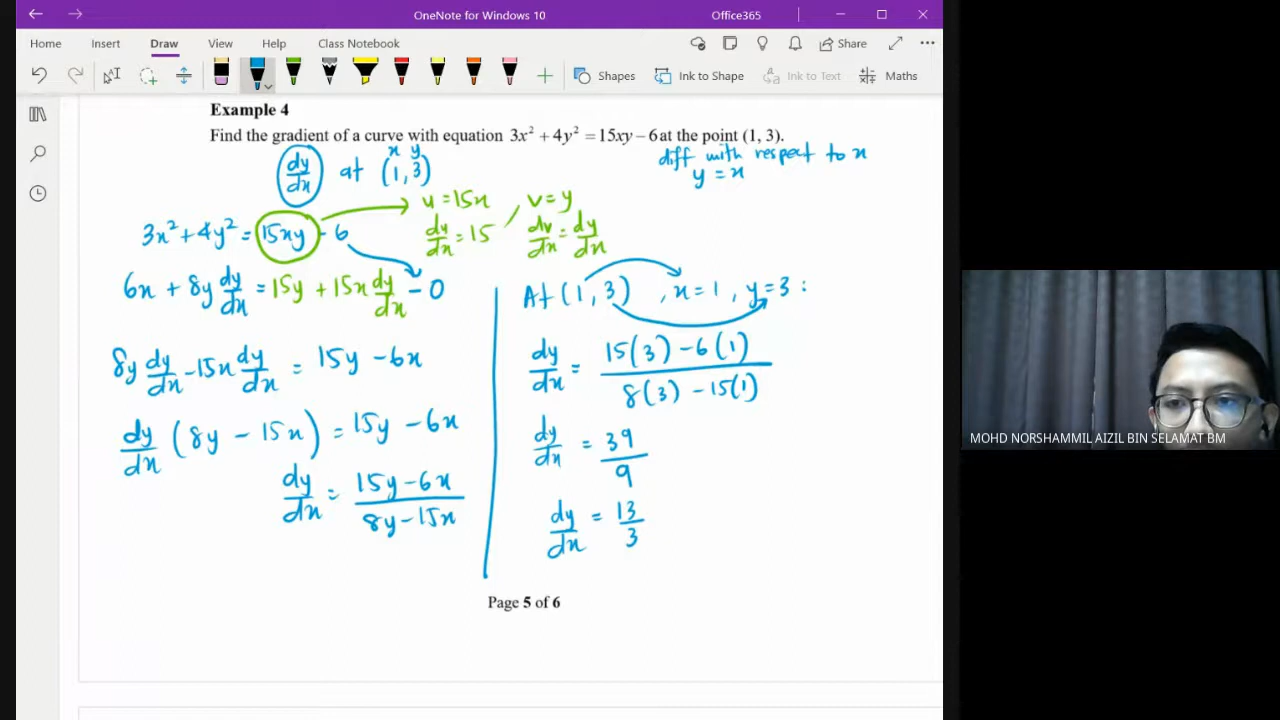 OneNote for Windows 10
Office365
Home Insert Draw View Help Class Notebook
Share
Shapes Ink to Shape Ink to Text Maths
Example 4
Find the gradient of a curve with equation 3x² + 4y² = 15xy − 6 at the point (1, 3).
diff with respect to x
y = x
dy/dx at (1, 3)
x y
3x² + 4y² = 15xy − 6
u = 15x v = y
dy/dx = 15 dv/dx = dy/dx
6x + 8y dy/dx = 15y + 15x dy/dx − 0
8y dy/dx − 15x dy/dx = 15y − 6x
dy/dx (8y − 15x) = 15y − 6x
dy/dx = (15y − 6x)/(8y − 15x)
At (1, 3) , x = 1 , y = 3 :
dy/dx = (15(3) − 6(1))/(8(3) − 15(1))
dy/dx = 39/9
dy/dx = 13/3
Page 5 of 6
MOHD NORSHAMMIL AIZIL BIN SELAMAT BM